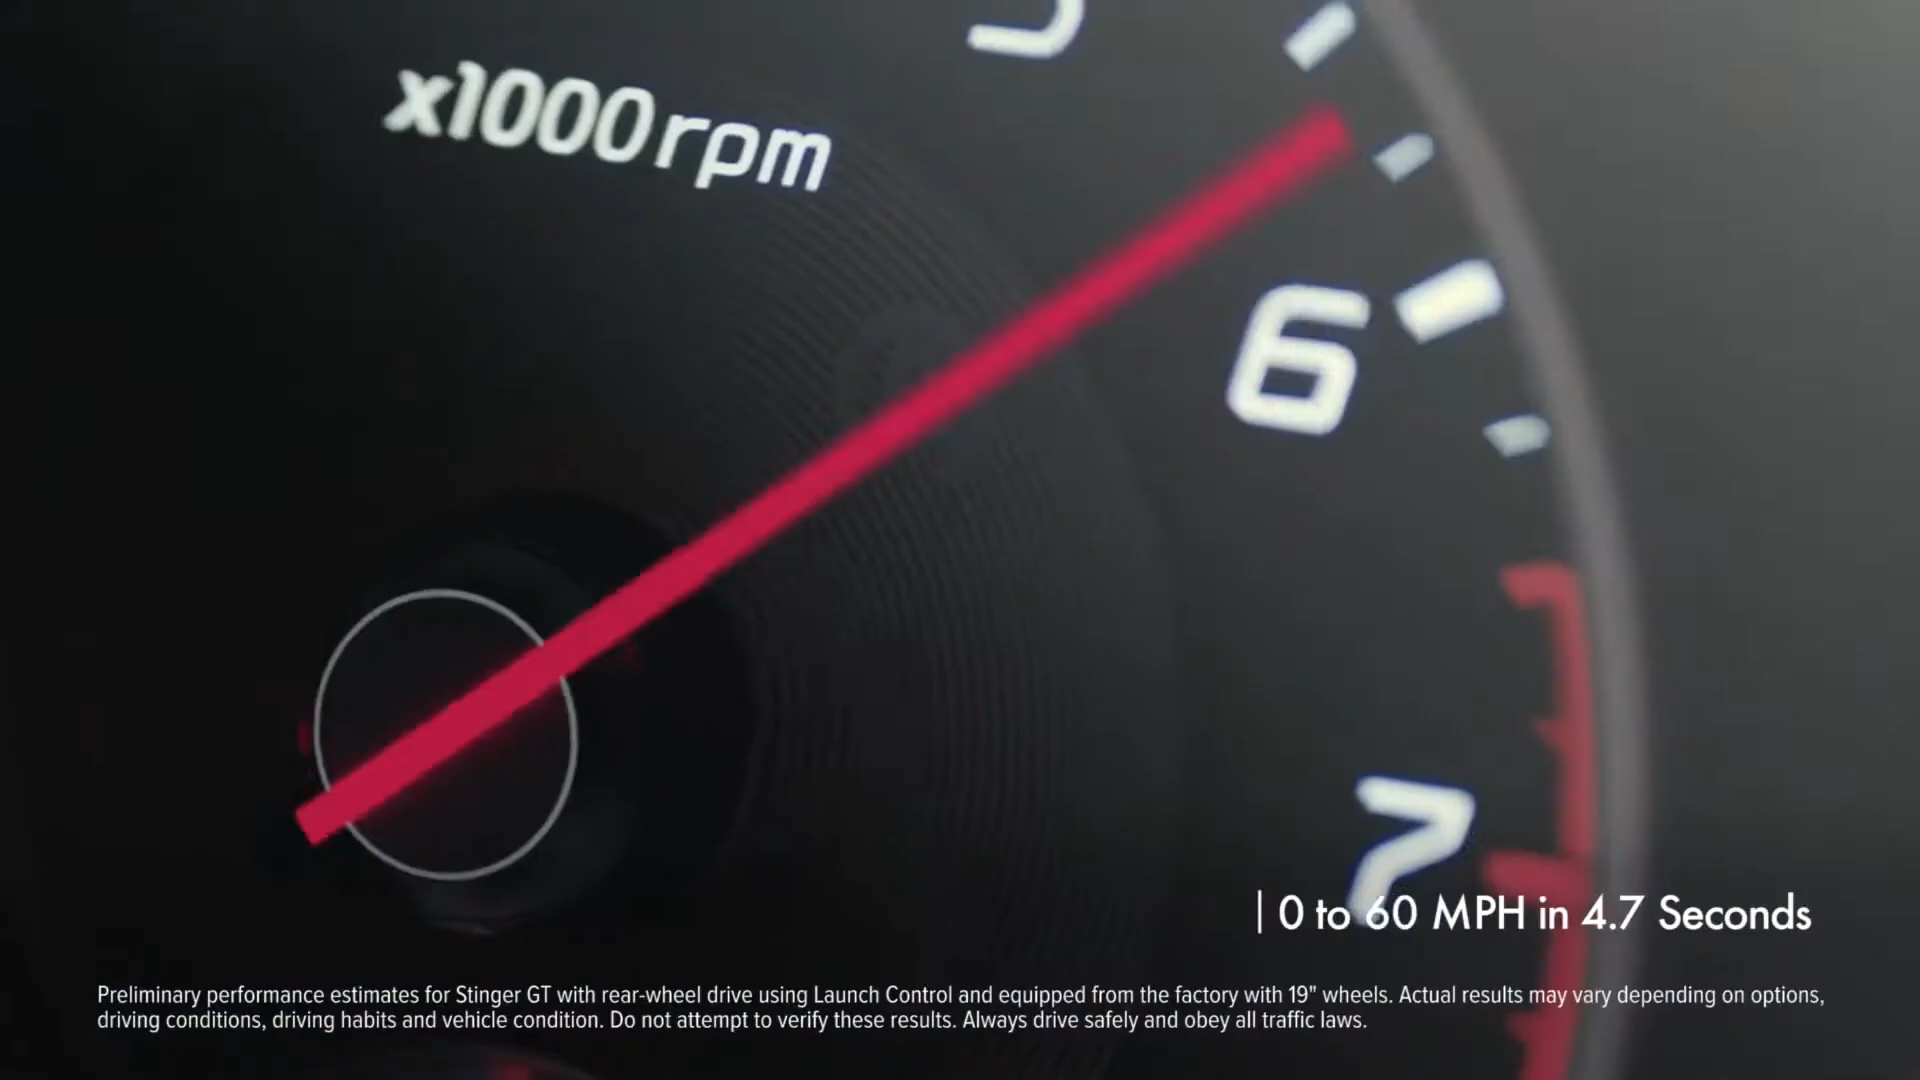 5
x1000rpm
6
7
| 0 to 60 MPH in 4.7 Seconds
Preliminary performance estimates for Stinger GT with rear-wheel drive using Launch Control and equipped from the factory with 19" wheels. Actual results may vary depending on options,
driving conditions, driving habits and vehicle condition. Do not attempt to verify these results. Always drive safely and obey all traffic laws.